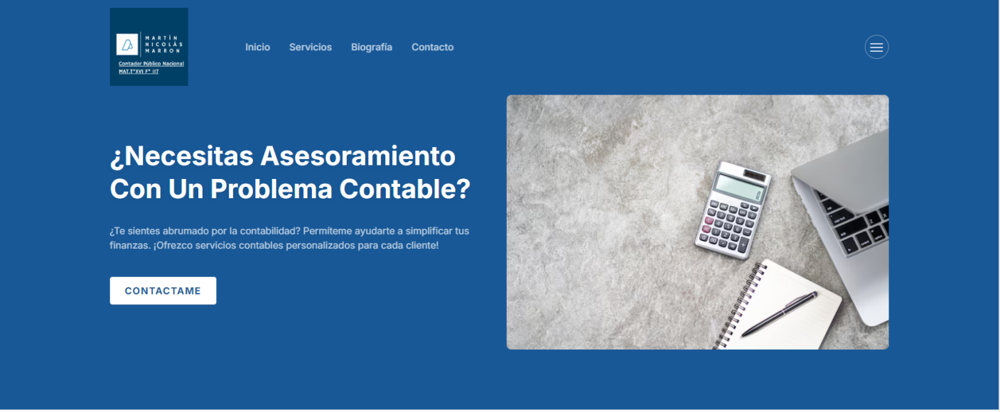 MARTÍN
NICOLÁS
MARRON
Contador Público Nacional
MAT.T°XVI F° 117
Inicio
Servicios
Biografía
Contacto
¿Necesitas Asesoramiento
Con Un Problema Contable?
¿Te sientes abrumado por la contabilidad? Permíteme ayudarte a simplificar tus
finanzas. ¡Ofrezco servicios contables personalizados para cada cliente!
CONTACTAME